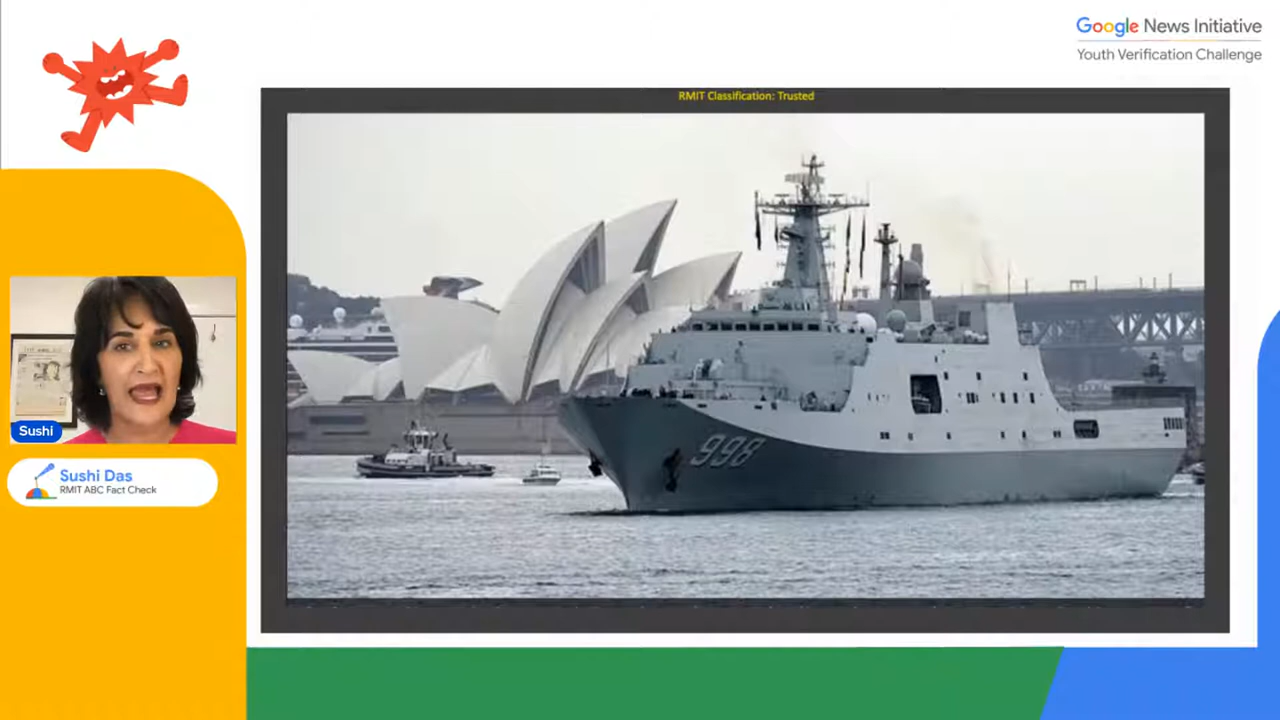 Google News Initiative
Youth Verification Challenge
RMIT Classification: Trusted
998
Sushi
Sushi Das
RMIT ABC Fact Check